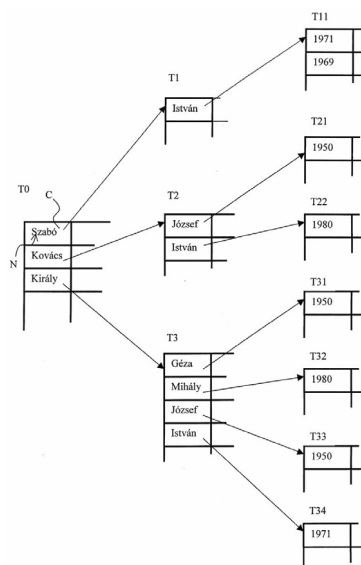 T11
1971
1969
T1
István
T21
1950
T0
C
Szabó
N
Kovács
Király
T2
József
István
T22
1980
T31
1950
T3
Géza
Mihály
József
István
T32
1980
T33
1950
T34
1971